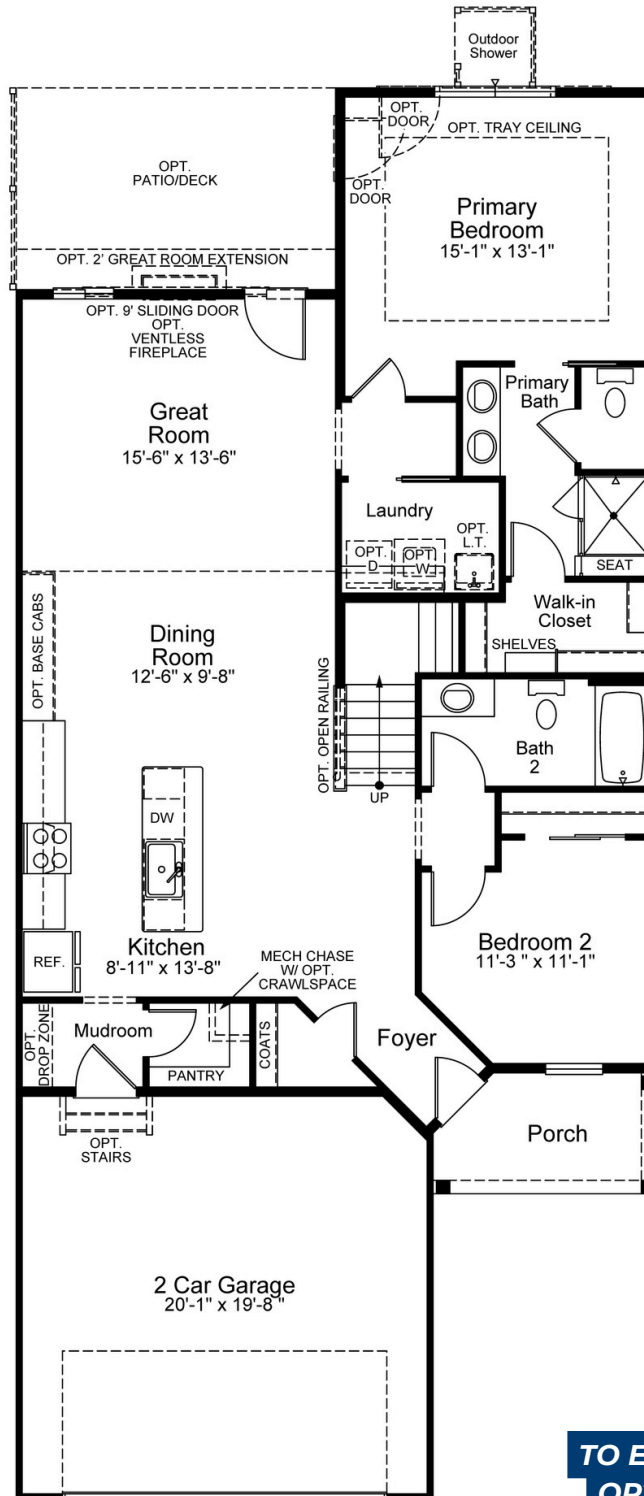 Outdoor
Shower
OPT.
DOOR
OPT. TRAY CEILING
OPT.
PATIO/DECK
OPT.
DOOR
Primary
Bedroom
15'-1" x 13'-1"
OPT. 2' GREAT ROOM EXTENSION
OPT. 9' SLIDING DOOR
OPT.
VENTLESS
FIREPLACE
Great
Room
15'-6" x 13'-6"
Primary
Bath
Laundry
OPT.
D
OPT.
W
OPT.
L.T.
SEAT
Walk-in
Closet
SHELVES
OPT. BASE CABS
Dining
Room
12'-6" x 9'-8"
OPT. OPEN RAILING
UP
Bath
2
DW
REF.
Kitchen
8'-11" x 13'-8"
MECH CHASE
W/ OPT.
CRAWLSPACE
Bedroom 2
11'-3 " x 11'-1"
OPT.
DROP ZONE
Mudroom
PANTRY
COATS
Foyer
OPT.
STAIRS
Porch
2 Car Garage
20'-1" x 19'-8 "
TO E
OP